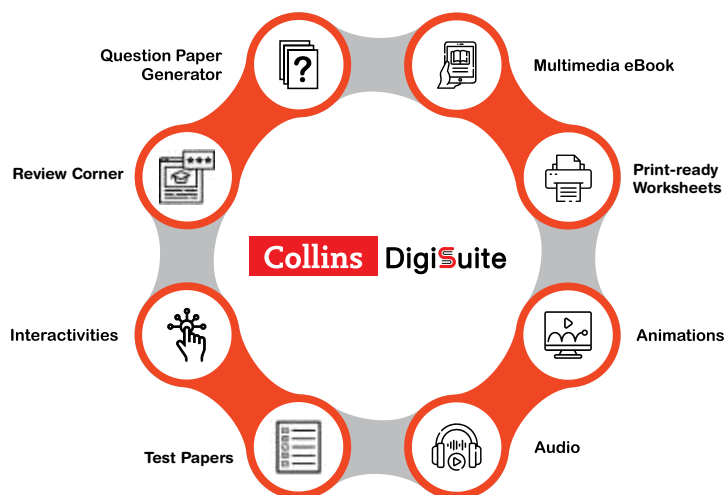 Question Paper
Generator
Multimedia eBook
Review Corner
Print-ready
Worksheets
Collins DigiSuite
Interactivities
Animations
Test Papers
Audio